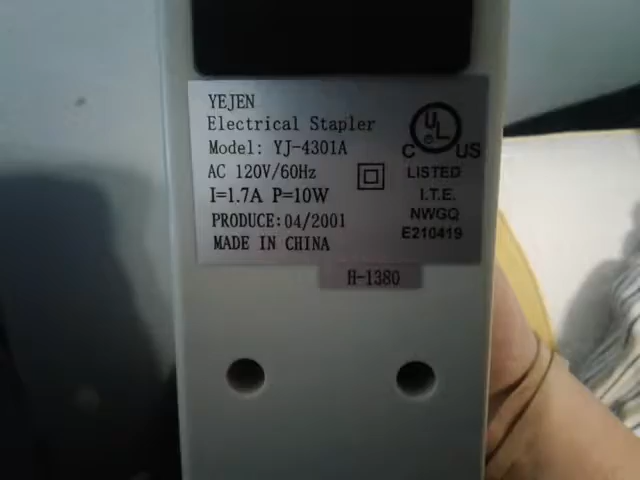 YEJEN
Electrical Stapler
Model: YJ-4301A
AC 120V/60Hz
I=1.7A P=10W
PRODUCE:04/2001
MADE IN CHINA
UL
C US
LISTED
I.T.E.
NWGQ
E210419
H-1380